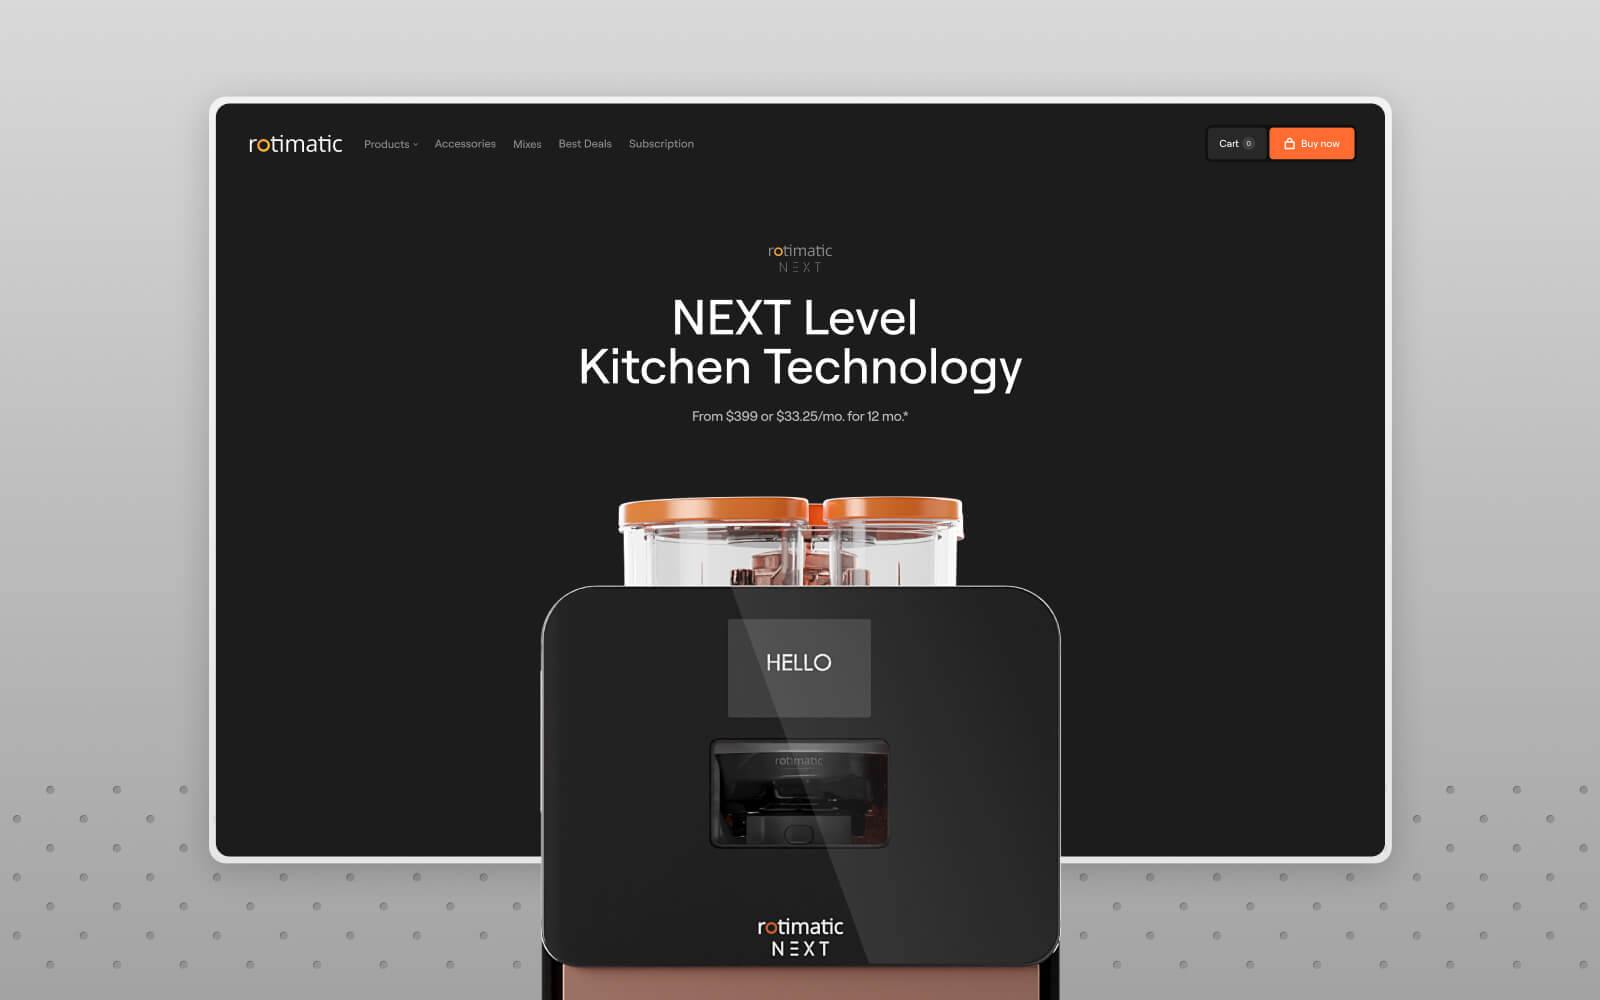 rotimatic Products Accessories Mixes Best Deals Subscription Cart 0 Buy now
rotimatic
NEXT
NEXT Level
Kitchen Technology
From $399 or $33.25/mo. for 12 mo.*
HELLO
rotimatic
rotimatic
NEXT